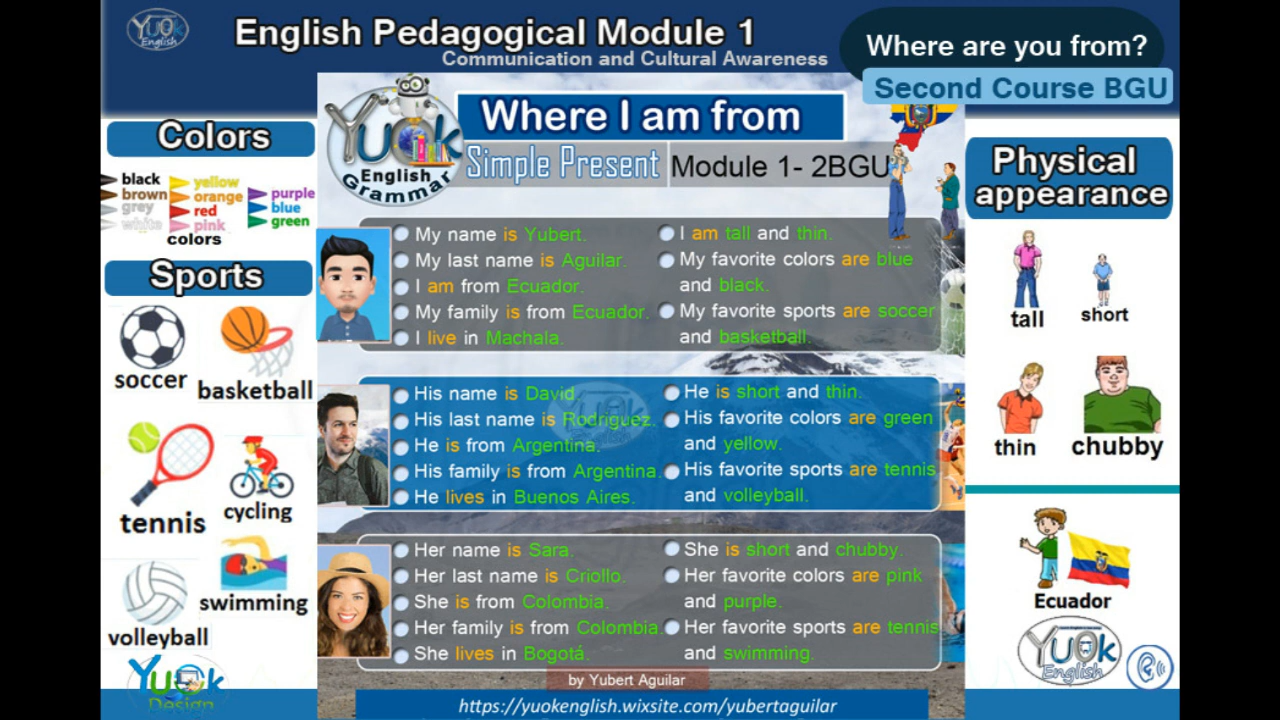 YUOk
English
English Pedagogical Module 1
Communication and Cultural Awareness
Where are you from?
Second Course BGU
Colors
black
brown
grey
white
yellow
orange
red
pink
purple
blue
green
colors
Sports
soccer
basketball
tennis
cycling
volleyball
swimming
YUOk
Design
YUOk
English
Grammar
Where I am from
Simple Present
Module 1- 2BGU
My name is Yubert.
My last name is Aguilar.
I am from Ecuador.
My family is from Ecuador.
I live in Machala.
I am tall and thin.
My favorite colors are blue
and black.
My favorite sports are soccer
and basketball.
His name is David.
His last name is Rodriguez.
He is from Argentina.
His family is from Argentina.
He lives in Buenos Aires.
He is short and thin.
His favorite colors are green
and yellow.
His favorite sports are tennis
and volleyball.
Her name is Sara.
Her last name is Criollo.
She is from Colombia.
Her family is from Colombia.
She lives in Bogotá.
She is short and chubby.
Her favorite colors are pink
and purple.
Her favorite sports are tennis
and swimming.
by Yubert Aguilar
https://yuokenglish.wixsite.com/yubertaguilar
Physical
appearance
tall
short
thin
chubby
Ecuador
YUOk
English